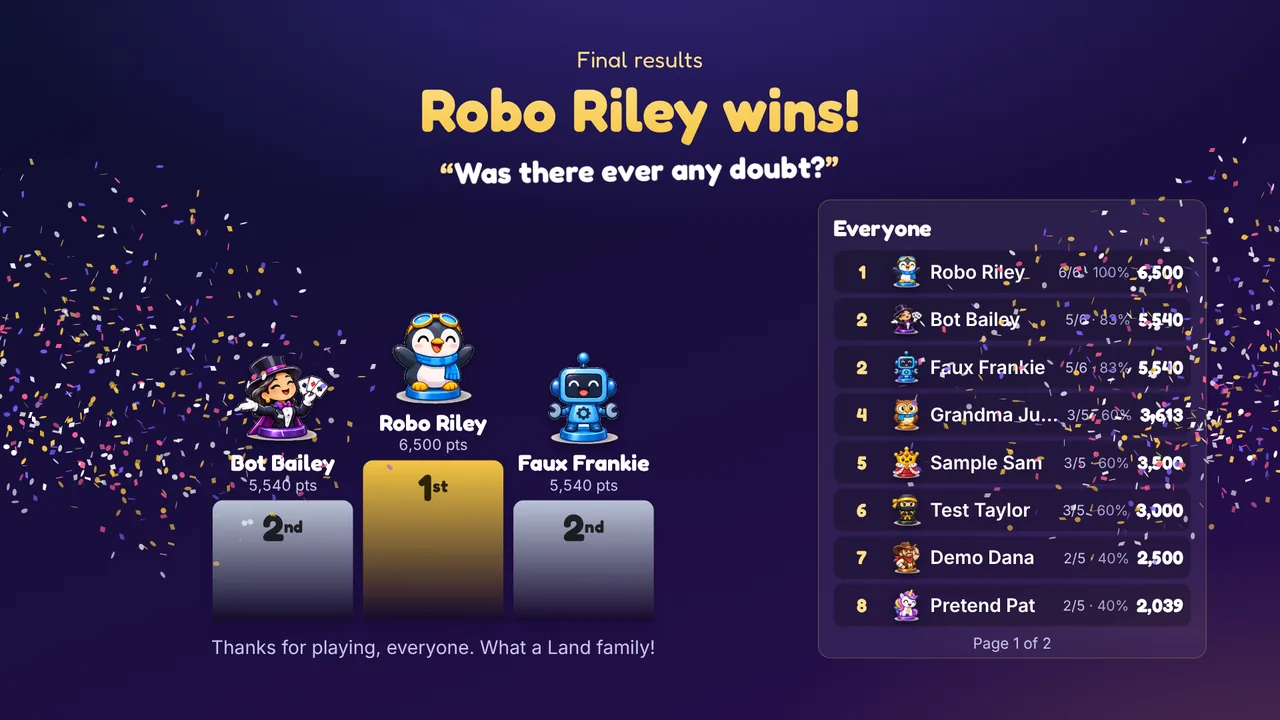 Final results
Robo Riley wins!
“Was there ever any doubt?”
Robo Riley
6,500 pts
Bot Bailey
5,540 pts
Faux Frankie
5,540 pts
1st
2nd
2nd
Thanks for playing, everyone. What a Land family!
Everyone
1 Robo Riley 6/6 · 100% 6,500
2 Bot Bailey 5/6 · 83% 5,540
2 Faux Frankie 5/6 · 83% 5,540
4 Grandma Ju... 3/5 · 60% 3,613
5 Sample Sam 3/5 · 60% 3,500
6 Test Taylor 3/5 · 60% 3,000
7 Demo Dana 2/5 · 40% 2,500
8 Pretend Pat 2/5 · 40% 2,039
Page 1 of 2